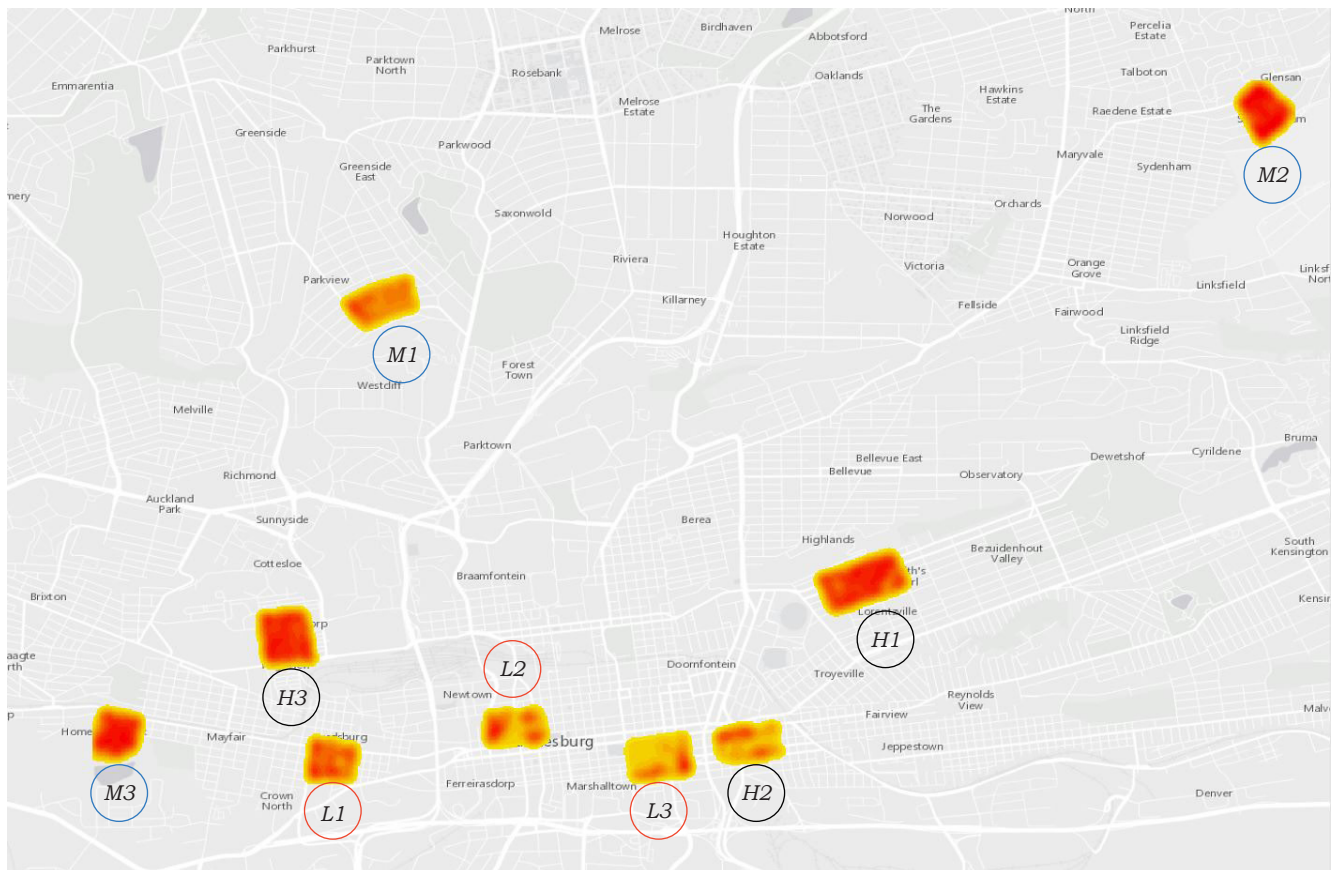 North
Percelia
Estate
Birdhaven
Melrose
Abbotsford
Parkhurst
Parktown
North
Rosebank
Talboton
Glensan
Oaklands
Emmarentia
Hawkins
Estate
Melrose
Estate
The
Gardens
Raedene Estate
Greenside
Parkwood
Maryvale
Sydenham
Greenside
East
M2
Orchards
Saxonwold
Norwood
Houghton
Estate
Riviera
Victoria
Orange
Grove
Parkview
Linksfield
Killarney
Fellside
Fairwood
Linksfield
Ridge
M1
Forest
Town
Westcliff
Melville
Parktown
Bruma
Bellevue East
Bellevue
Dewetshof
Cyrildene
Richmond
Observatory
Auckland
Park
Sunnyside
Berea
Highlands
South
Kensington
Bezuidenhout
Valley
Cottesloe
Braamfontein
Brixton
Lorentzville
H1
L2
Doornfontein
Troyeville
H3
Newtown
Reynolds
View
Fairview
Mayfair
Jeppestown
Ferreirasdorp
Marshalltown
M3
Crown
North
L1
L3
H2
Denver